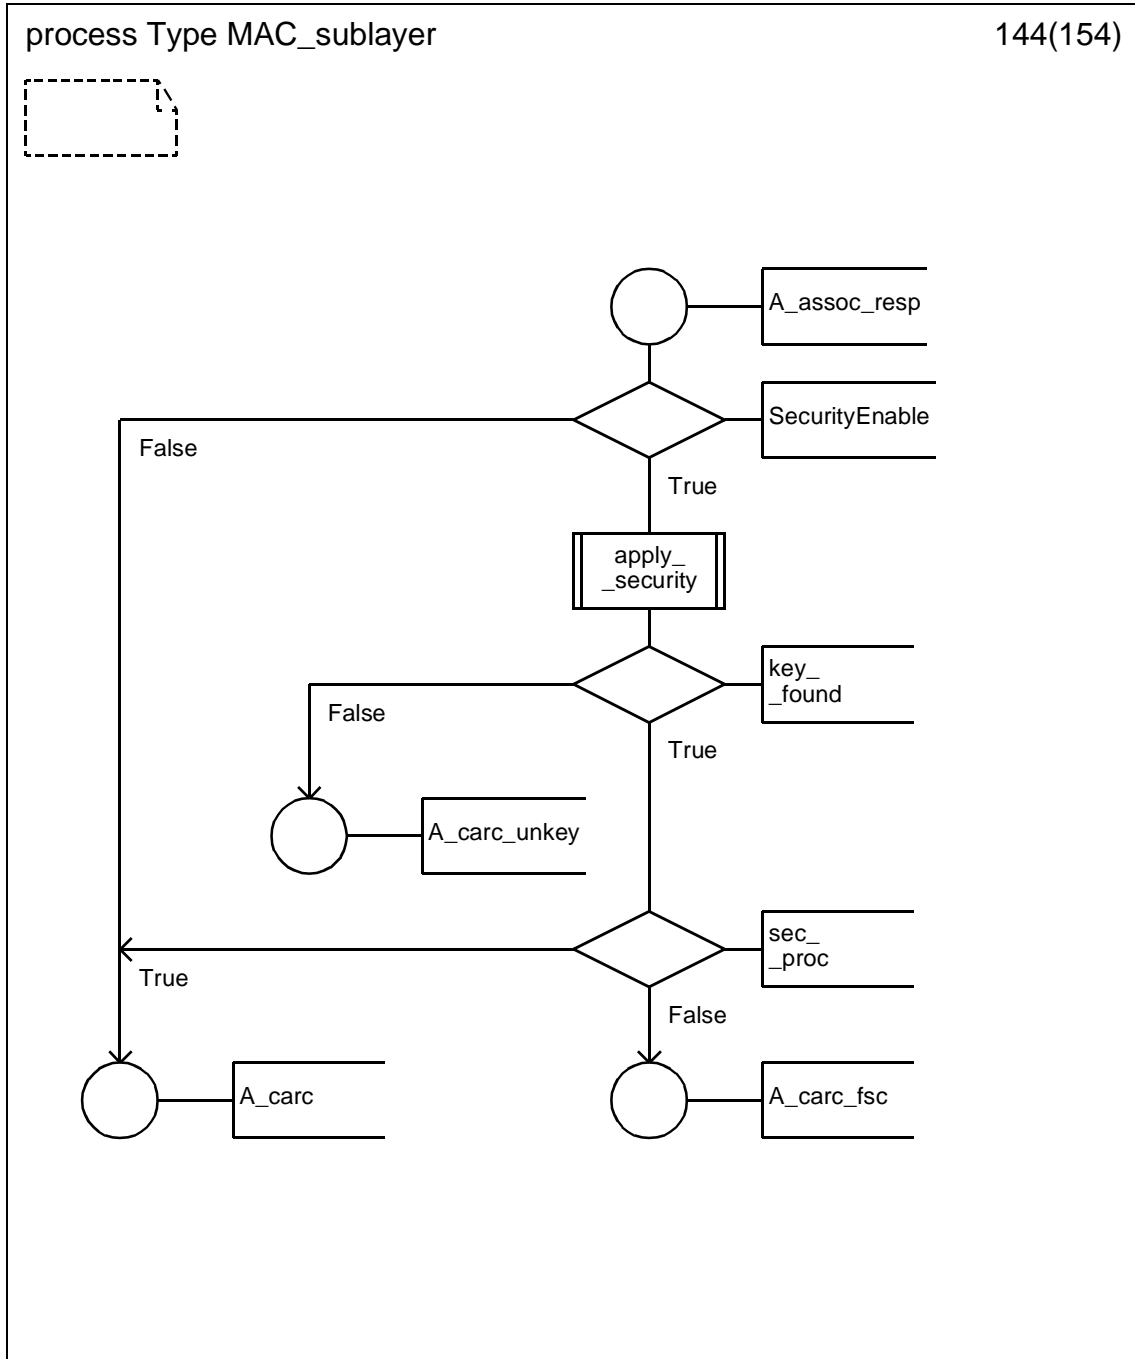 process Type MAC_sublayer
144(154)
A_assoc_resp
SecurityEnable
False
True
apply_
_security
key_
_found
False
True
A_carc_unkey
sec_
_proc
True
False
A_carc
A_carc_fsc